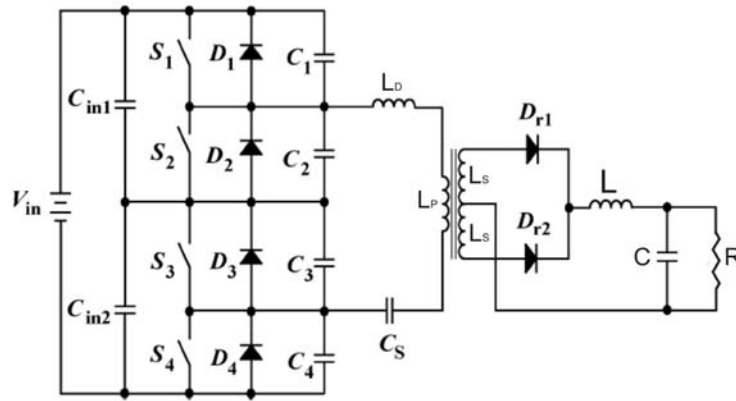 S1
D1
C1
Cin1
LD
Dr1
S2
D2
C2
LS
L
Vin
LP
LS
Dr2
S3
D3
C3
C
R
Cin2
CS
S4
D4
C4